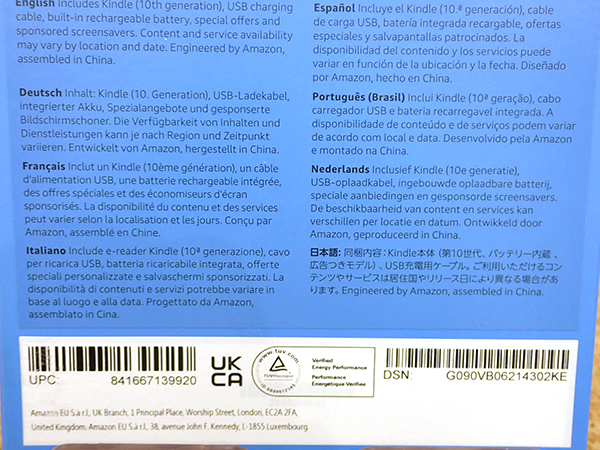 English Includes Kindle (10th generation), USB charging
cable, built-in rechargeable battery, special offers and
sponsored screensavers. Content and service availability
may vary by location and date. Engineered by Amazon,
assembled in China.
Deutsch Inhalt: Kindle (10. Generation), USB-Ladekabel,
integrierter Akku, Spezialangebote und gesponserte
Bildschirmschoner. Die Verfügbarkeit von Inhalten und
Dienstleistungen kann je nach Region und Zeitpunkt
variieren. Entwickelt von Amazon, hergestellt in China.
Français Inclut un Kindle (10ème génération), un câble
d'alimentation USB, une batterie rechargeable intégrée,
des offres spéciales et des économiseurs d'écran
sponsorisés. La disponibilité du contenu et des services
peut varier selon la localisation et les jours. Conçu par
Amazon, assemblé en Chine.
Italiano Include e-reader Kindle (10ª generazione), cavo
per ricarica USB, batteria ricaricabile integrata, offerte
speciali personalizzate e salvaschermi sponsorizzati. La
disponibilità di contenuti e servizi potrebbe variare in
base al luogo e alla data. Progettato da Amazon,
assemblato in Cina.
Español Incluye el Kindle (10.ª generación), cable
de carga USB, batería integrada recargable, ofertas
especiales y salvapantallas patrocinados. La
disponibilidad del contenido y los servicios puede
variar en función de la ubicación y la fecha. Diseñado
por Amazon, hecho en China.
Português (Brasil) Inclui Kindle (10ª geração), cabo
carregador USB e bateria recarregavel integrada. A
disponibilidade de conteúdo e de serviços podem variar
de acordo com local e data. Desenvolvido pela Amazon
e montado na China.
Nederlands Inclusief Kindle (10e generatie),
USB-oplaadkabel, ingebouwde oplaadbare batterij,
speciale aanbiedingen en gesponsorde screensavers.
De beschikbaarheid van content en services kan
verschillen per locatie en datum. Ontwikkeld door
Amazon, geproduceerd in China.
日本語: 同梱内容：Kindle本体（第10世代、バッテリー内蔵、
広告つきモデル）、USB充電用ケーブル。ご利用いただけるコン
テンツやサービスは居住国やリリース日により異なる場合があ
ります。Engineered by Amazon, assembled in China.
UPC: 841667139920
UK
CA
www.tuv.com
TÜVRheinland
Verified
Energy Performance
Performance
Énergétique Vérifiée
DSN: G090VB06214302KE
Amazon EU S.à r.l., UK Branch, 1 Principal Place, Worship Street, London, EC2A 2FA,
United Kingdom. Amazon EU S.à r.l., 38, avenue John F. Kennedy, L-1855 Luxembourg